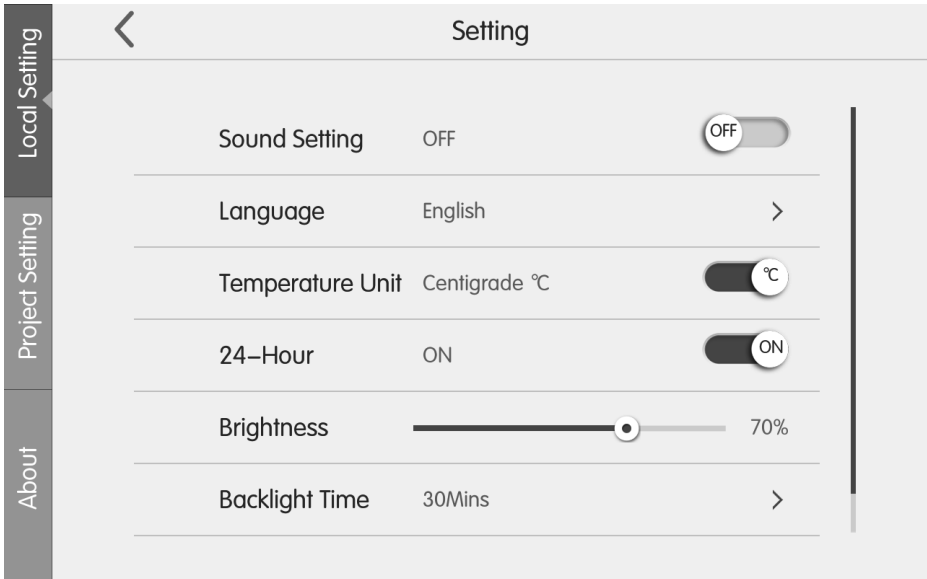 Setting
Local Setting
Project Setting
About
Sound Setting OFF OFF
Language English
Temperature Unit Centigrade ℃ ℃
24–Hour ON ON
Brightness 70%
Backlight Time 30Mins